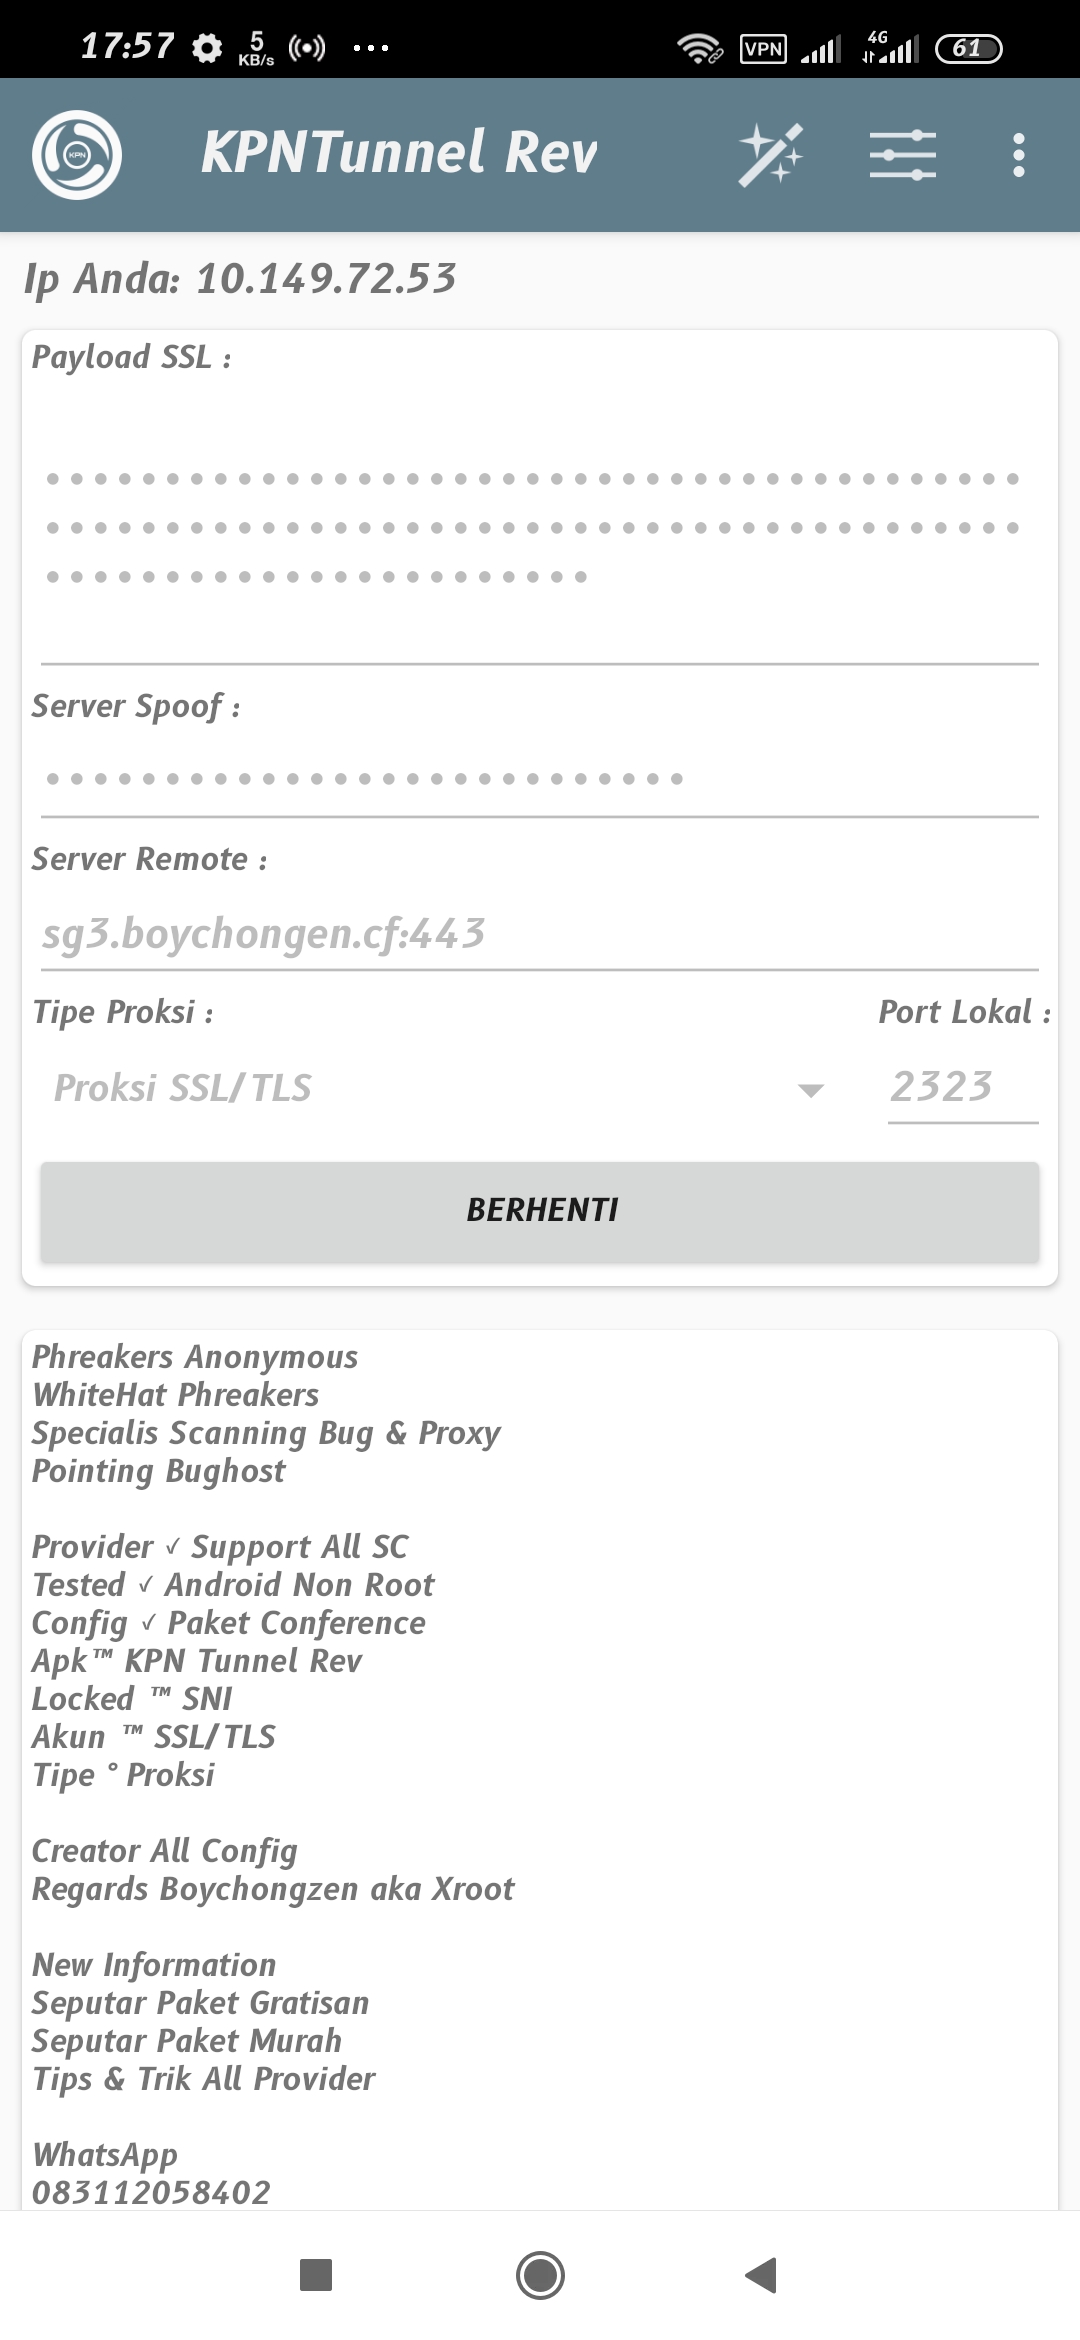 17:57 5 KB/s ... VPN 4G 61
KPN KPNTunnel Rev
Ip Anda: 10.149.72.53
Payload SSL :
Server Spoof :
Server Remote :
sg3.boychongen.cf:443
Tipe Proksi : Port Lokal :
Proksi SSL/TLS 2323
BERHENTI
Phreakers Anonymous
WhiteHat Phreakers
Specialis Scanning Bug & Proxy
Pointing Bughost
Provider ✓ Support All SC
Tested ✓ Android Non Root
Config ✓ Paket Conference
Apk™ KPN Tunnel Rev
Locked ™ SNI
Akun ™ SSL/TLS
Tipe ° Proksi
Creator All Config
Regards Boychongzen aka Xroot
New Information
Seputar Paket Gratisan
Seputar Paket Murah
Tips & Trik All Provider
WhatsApp
083112058402